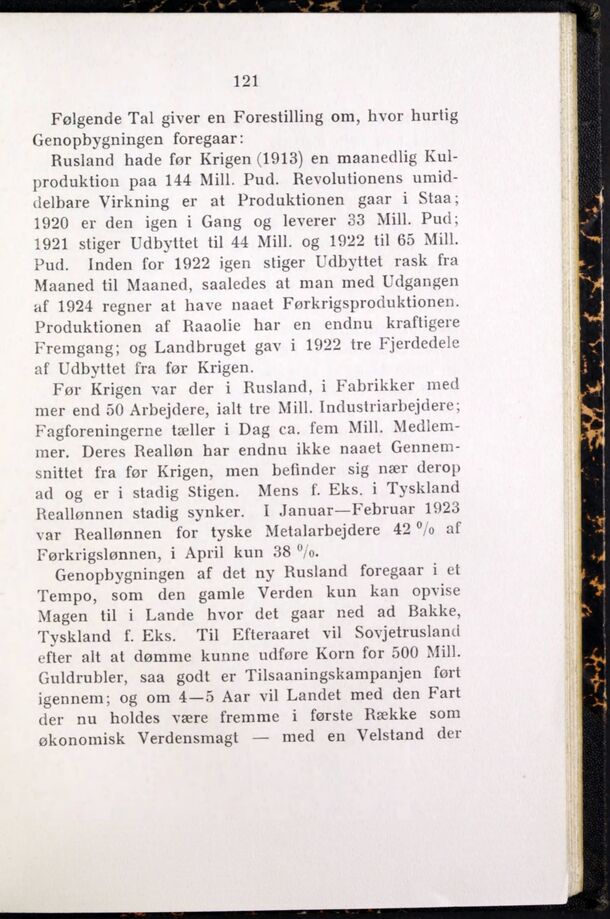 121
Følgende Tal giver en Forestilling om, hvor hurtig
Genopbygningen foregaar:
Rusland hade før Krigen (1913) en maanedlig Kul-
produktion paa 144 Mill. Pud. Revolutionens umid-
delbare Virkning er at Produktionen gaar i Staa;
1920 er den igen i Gang og leverer 33 Mill. Pud;
1921 stiger Udbyttet til 44 Mill. og 1922 til 65 Mill.
Pud. Inden for 1922 igen stiger Udbyttet rask fra
Maaned til Maaned, saaledes at man med Udgangen
af 1924 regner at have naaet Førkrigsproduktionen.
Produktionen af Raaolie har en endnu kraftigere
Fremgang; og Landbruget gav i 1922 tre Fjerdedele
af Udbyttet fra før Krigen.
Før Krigen var der i Rusland, i Fabrikker med
mer end 50 Arbejdere, ialt tre Mill. Industriarbejdere;
Fagforeningerne tæller i Dag ca. fem Mill. Medlem-
mer. Deres Realløn har endnu ikke naaet Gennem-
snittet fra før Krigen, men befinder sig nær derop
ad og er i stadig Stigen. Mens f. Eks. i Tyskland
Reallønnen stadig synker. I Januar—Februar 1923
var Reallønnen for tyske Metalarbejdere 42 % af
Førkrigslønnen, i April kun 38 %.
Genopbygningen af det ny Rusland foregaar i et
Tempo, som den gamle Verden kun kan opvise
Magen til i Lande hvor det gaar ned ad Bakke,
Tyskland f. Eks. Til Efteraaret vil Sovjetrusland
efter alt at dømme kunne udføre Korn for 500 Mill.
Guldrubler, saa godt er Tilsaaningskampanjen ført
igennem; og om 4—5 Aar vil Landet med den Fart
der nu holdes være fremme i første Række som
økonomisk Verdensmagt — med en Velstand der